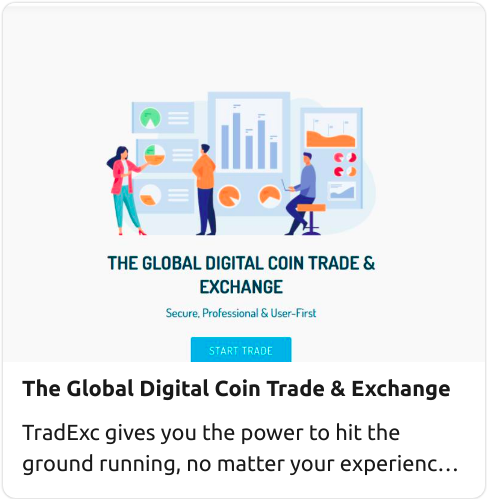 THE GLOBAL DIGITAL COIN TRADE &
EXCHANGE
Secure, Professional & User-First
START TRADE
The Global Digital Coin Trade & Exchange
TradExc gives you the power to hit the
ground running, no matter your experienc...